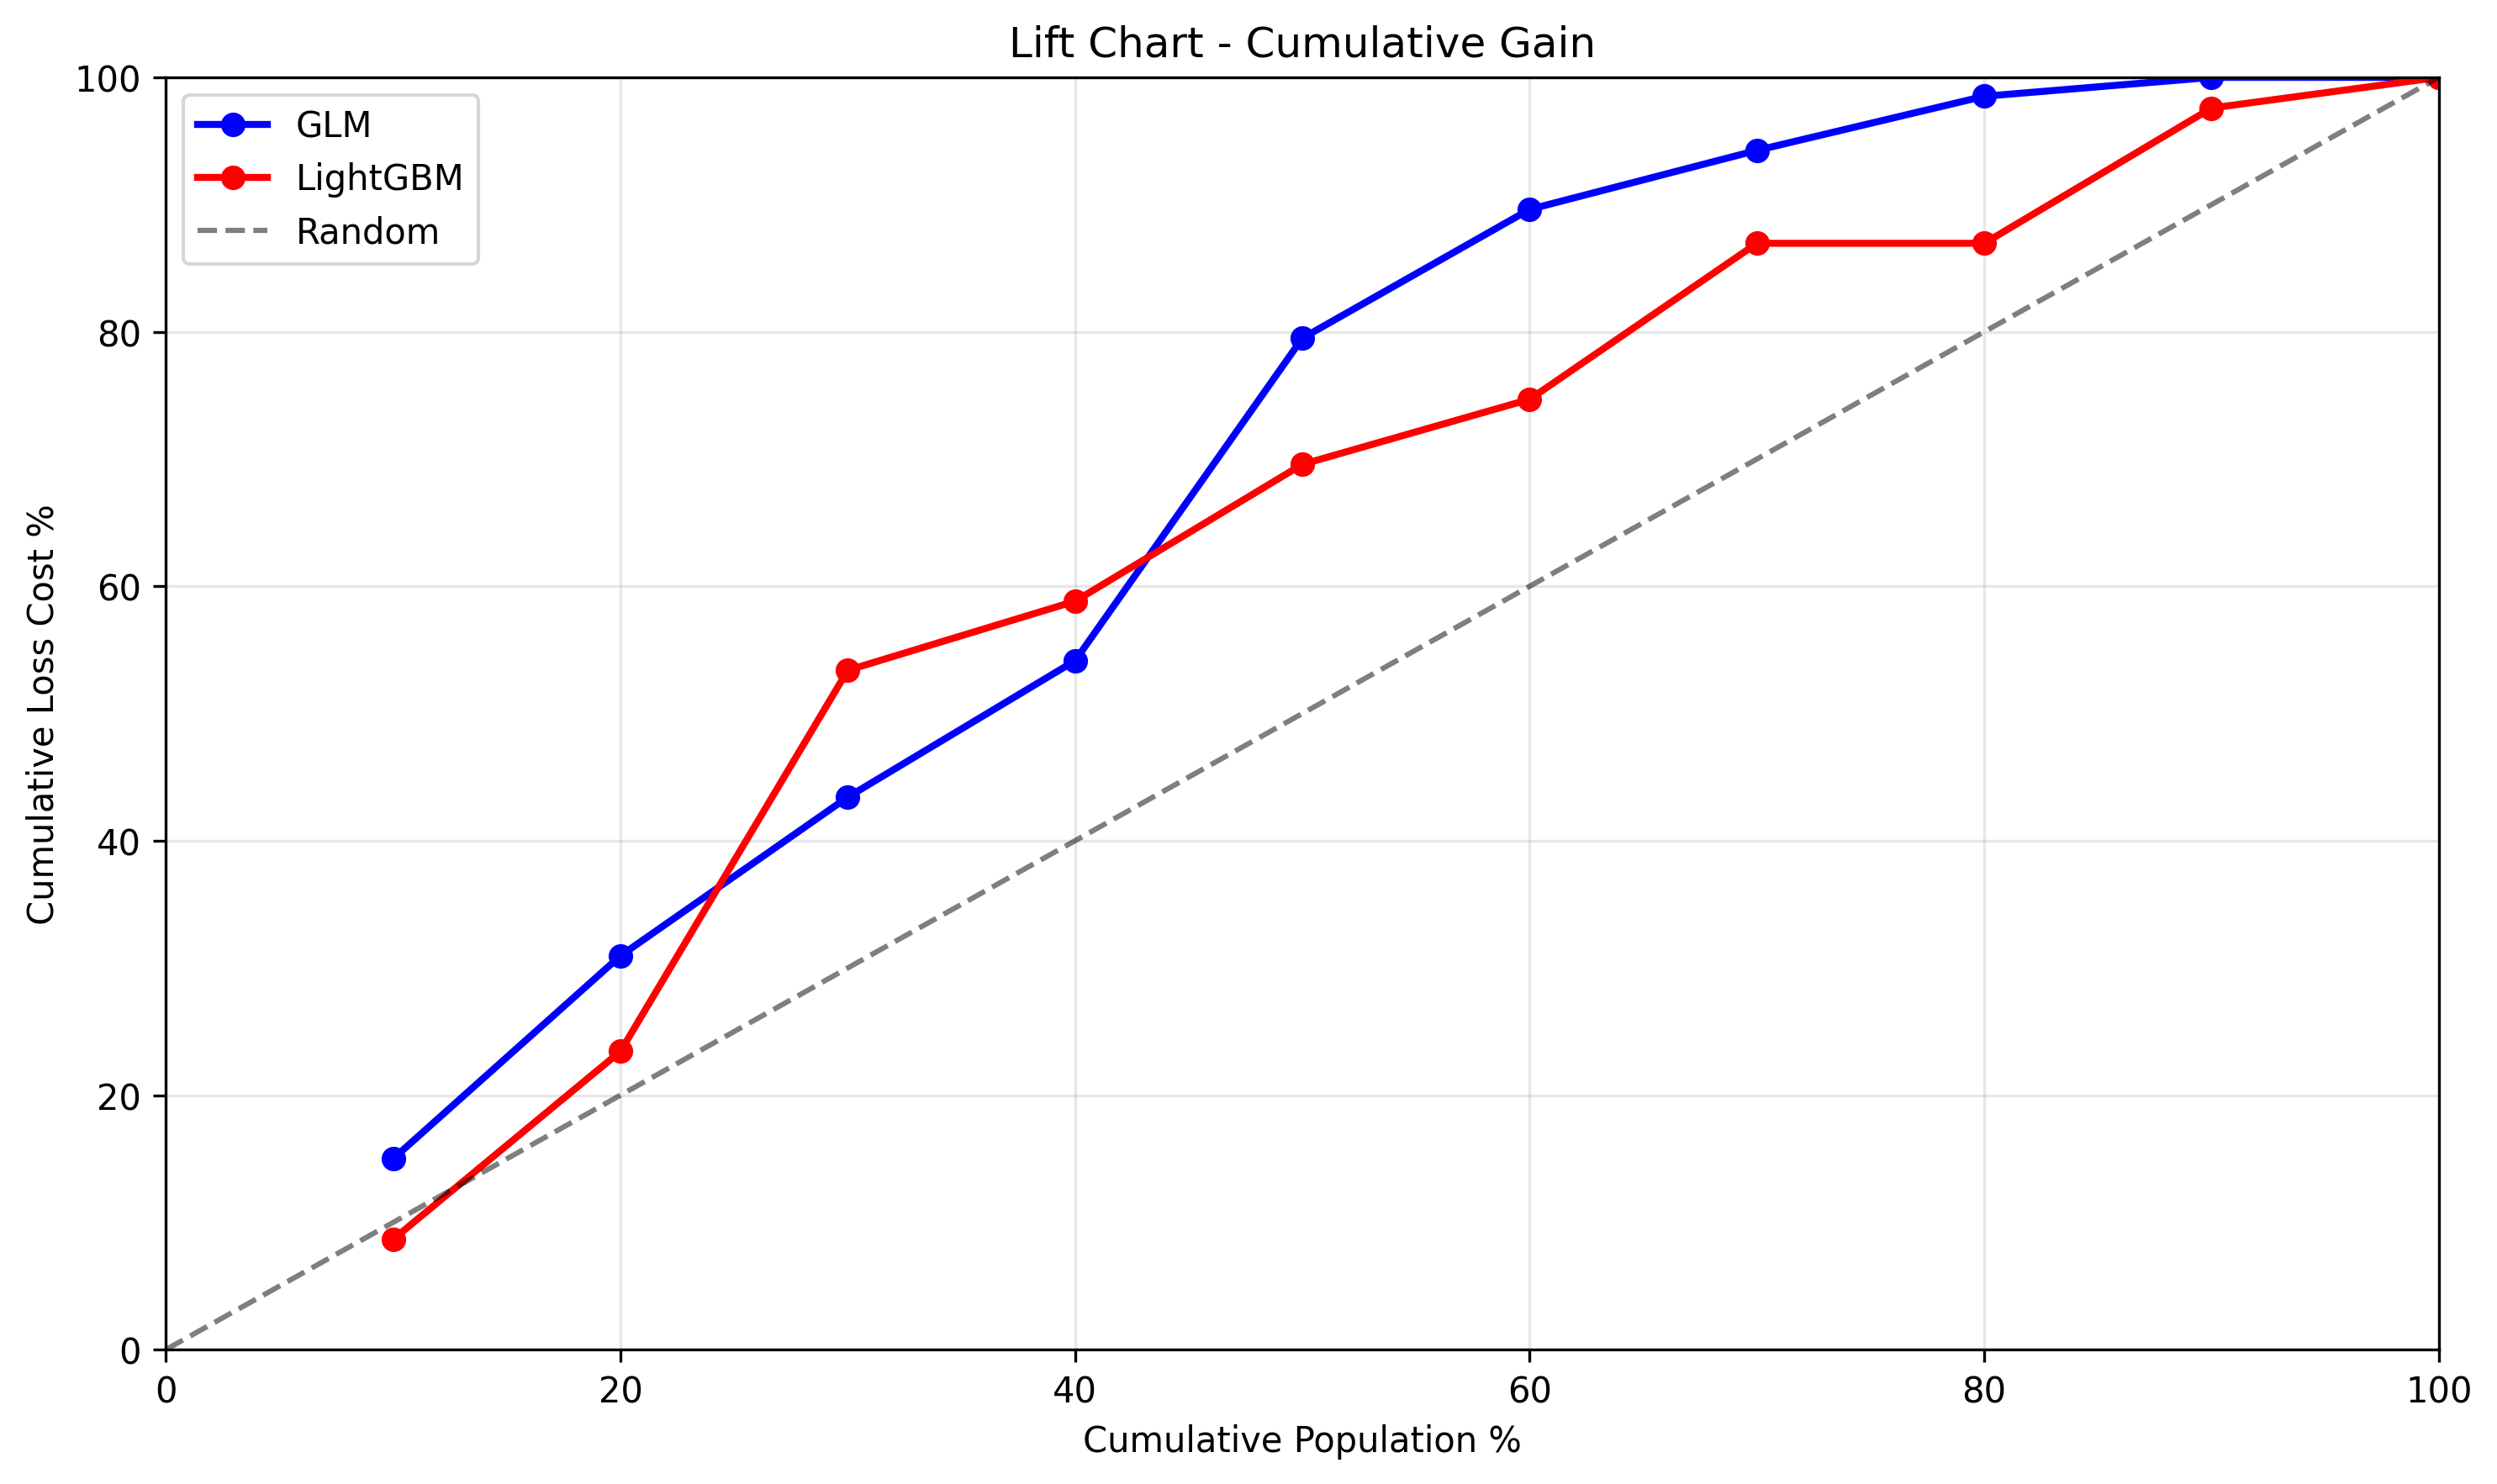 Lift Chart - Cumulative Gain
100
80
60
40
20
0
Cumulative Loss Cost %
GLM
LightGBM
Random
0 20 40 60 80 100
Cumulative Population %